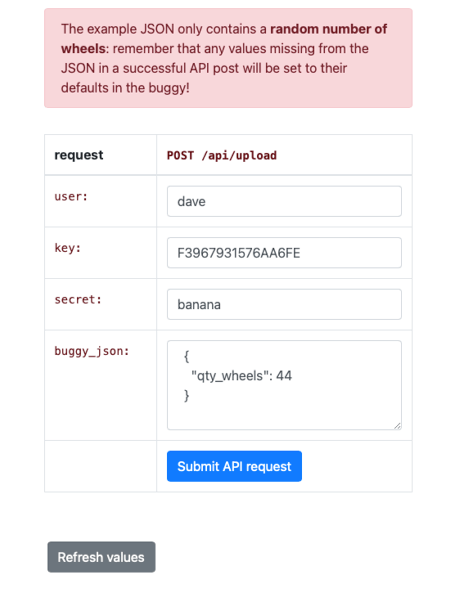 The example JSON only contains a random number of
wheels: remember that any values missing from the
JSON in a successful API post will be set to their
defaults in the buggy!
request POST /api/upload
user: dave
key: F3967931576AA6FE
secret: banana
buggy_json: {
"qty_wheels": 44
}
Submit API request
Refresh values